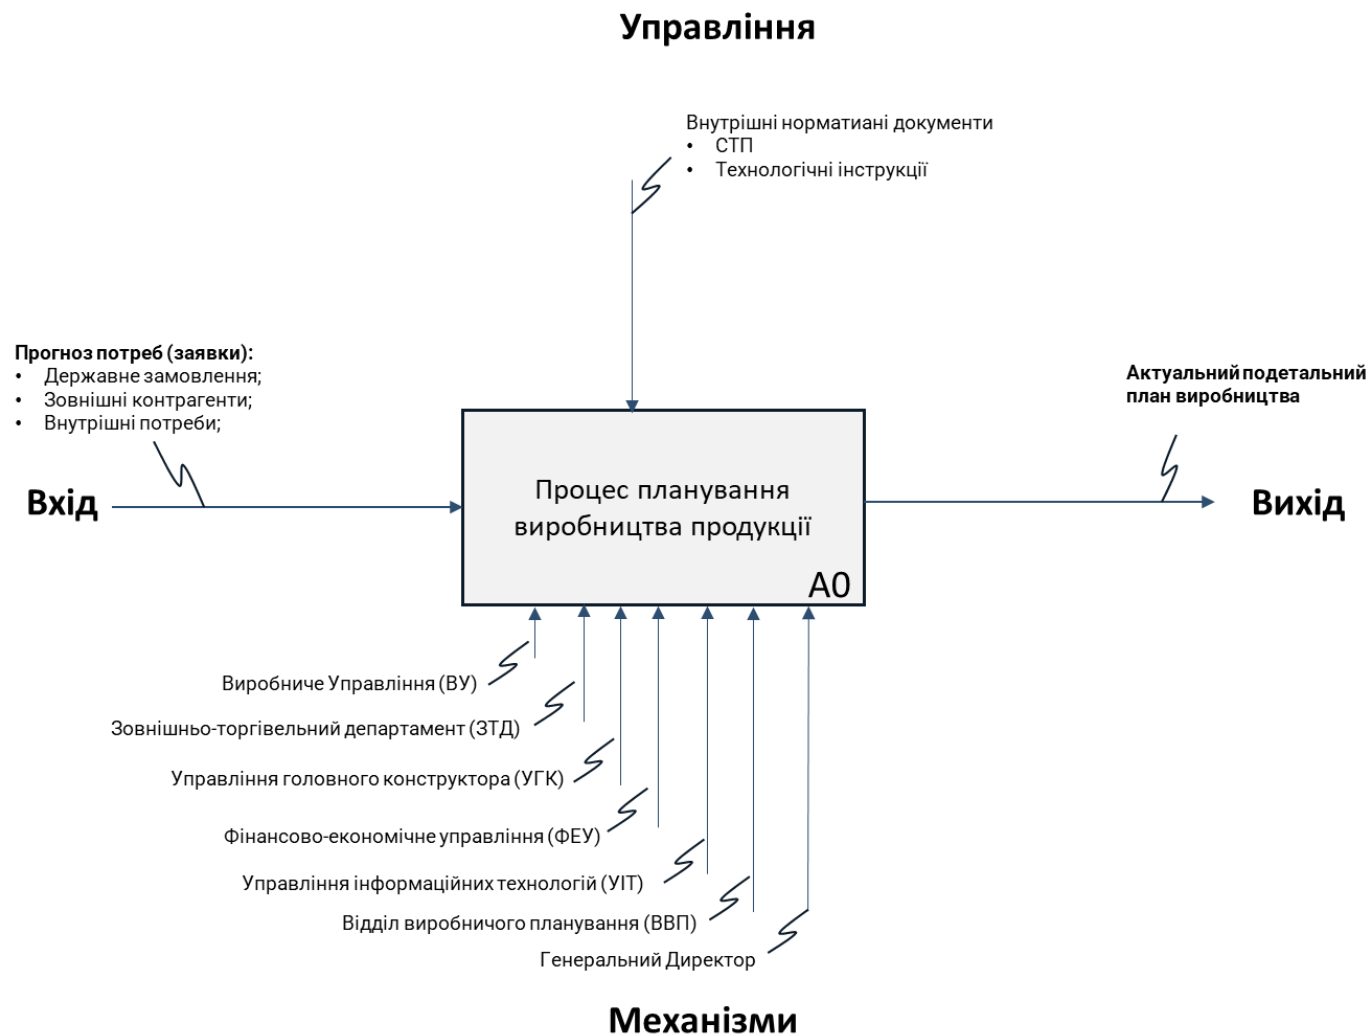 Управління
Внутрішні норматиані документи
• СТП
• Технологічні інструкції
Прогноз потреб (заявки):
• Державне замовлення;
• Зовнішні контрагенти;
• Внутрішні потреби;
Актуальний подетальний
план виробництва
Вхід
Процес планування
виробництва продукції
А0
Вихід
Виробниче Управління (ВУ)
Зовнішньо-торгівельний департамент (ЗТД)
Управління головного конструктора (УГК)
Фінансово-економічне управління (ФЕУ)
Управління інформаційних технологій (УІТ)
Відділ виробничого планування (ВВП)
Генеральний Директор
Механізми